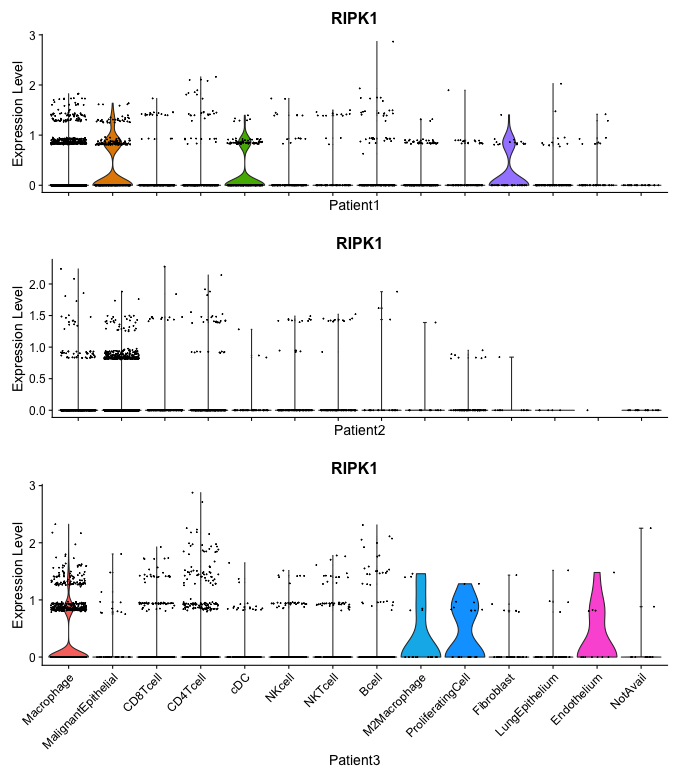 RIPK1
Expression Level
3
2
1
0
Patient1
RIPK1
Expression Level
2.0
1.5
1.0
0.5
0.0
Patient2
RIPK1
Expression Level
3
2
1
0
Macrophage
MalignantEpithelial
CD8Tcell
CD4Tcell
cDC
NKcell
NKTcell
Bcell
M2Macrophage
ProliferatingCell
Fibroblast
LungEpithelium
Endothelium
NotAvail
Patient3